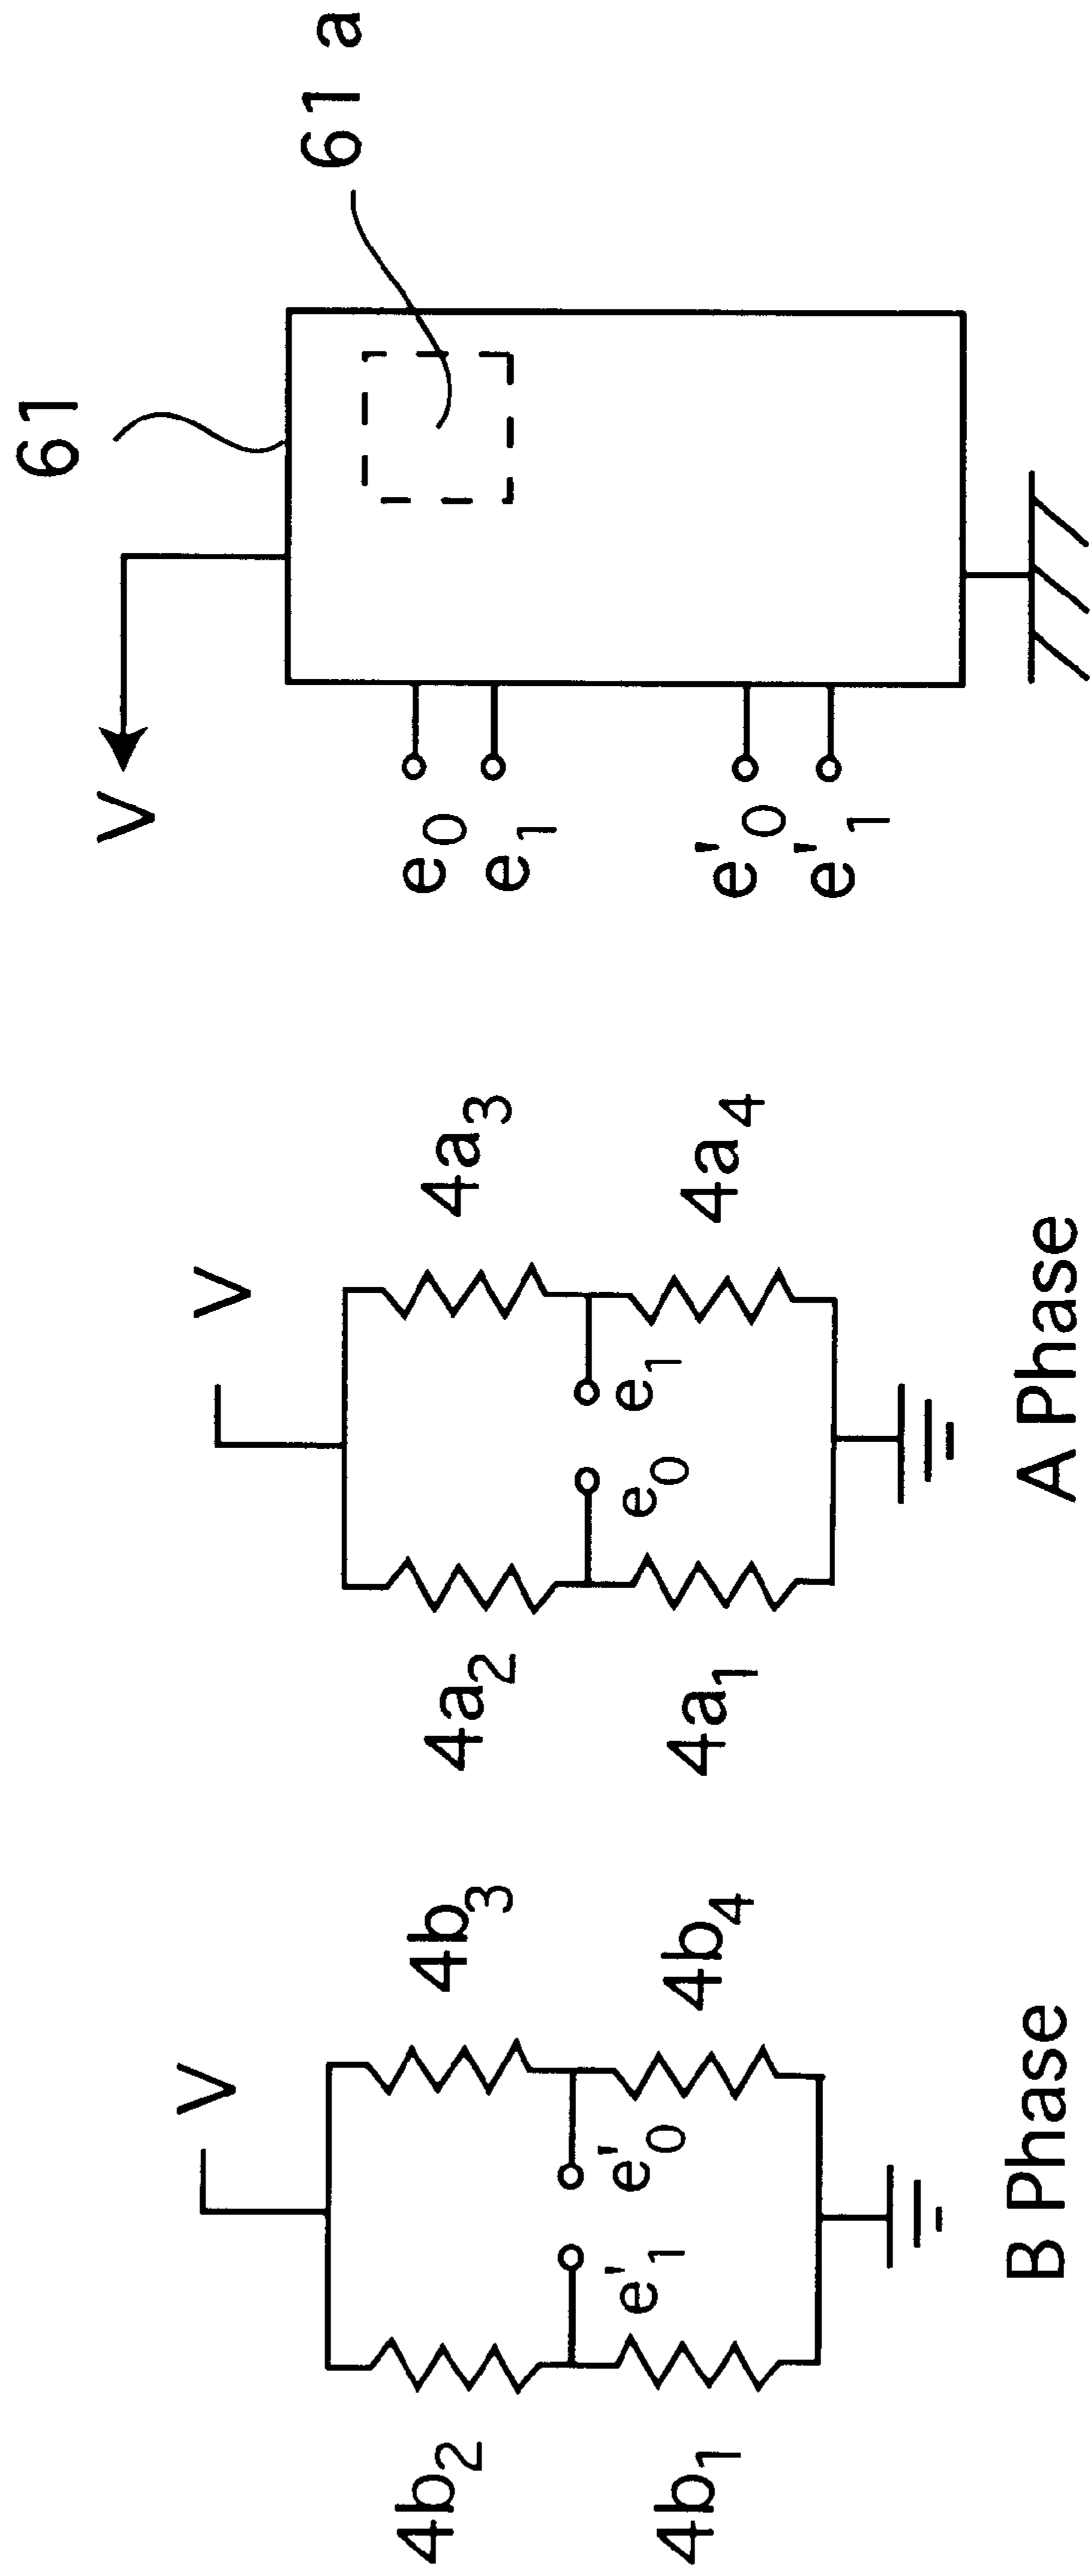 V
4b₂
4b₃
e'₁
e'₀
4b₁
4b₄
B Phase
V
4a₂
4a₃
e₀
e₁
4a₁
4a₄
A Phase
V
61
61 a
e₀
e₁
e'₀
e'₁